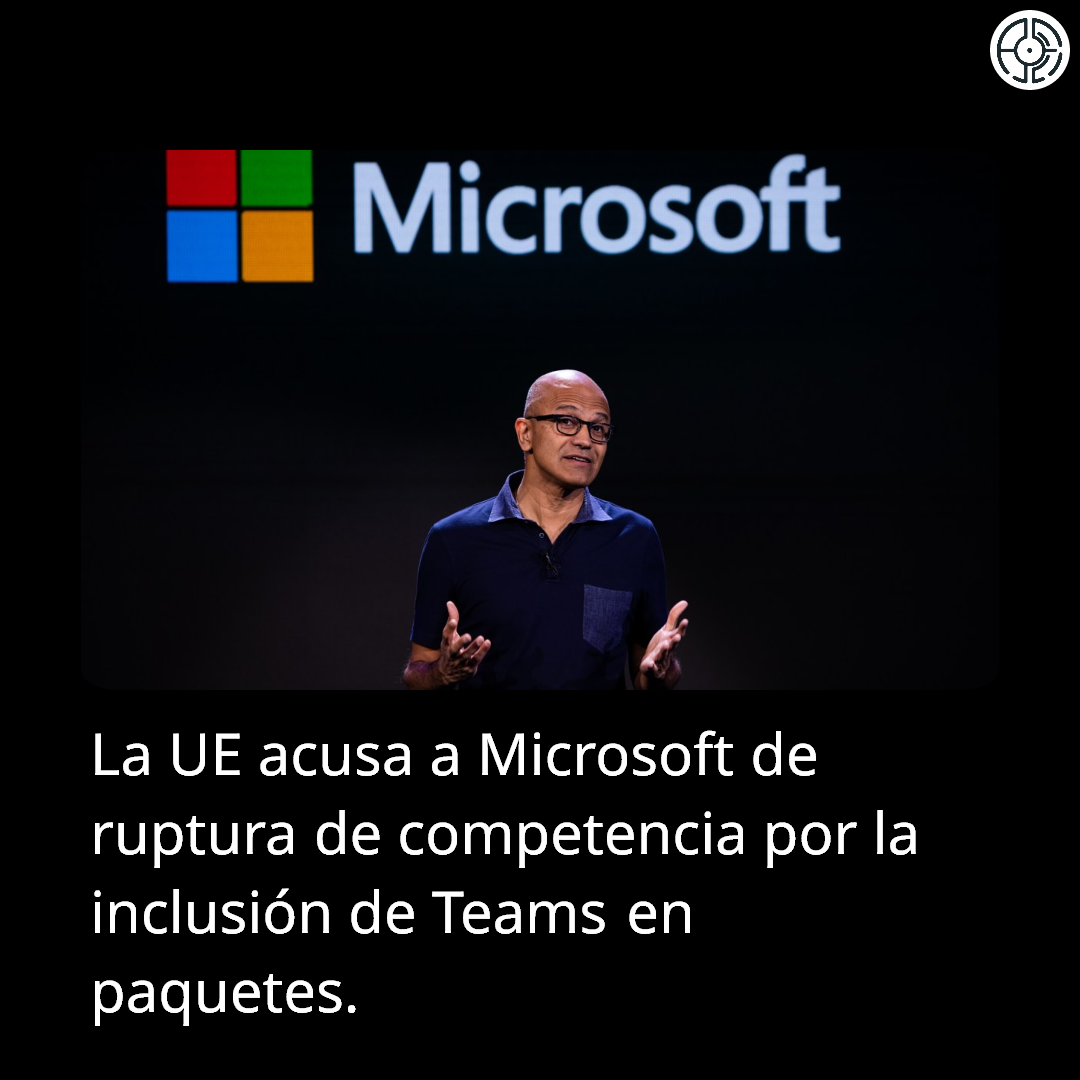 Microsoft
La UE acusa a Microsoft de
ruptura de competencia por la
inclusión de Teams en
paquetes.